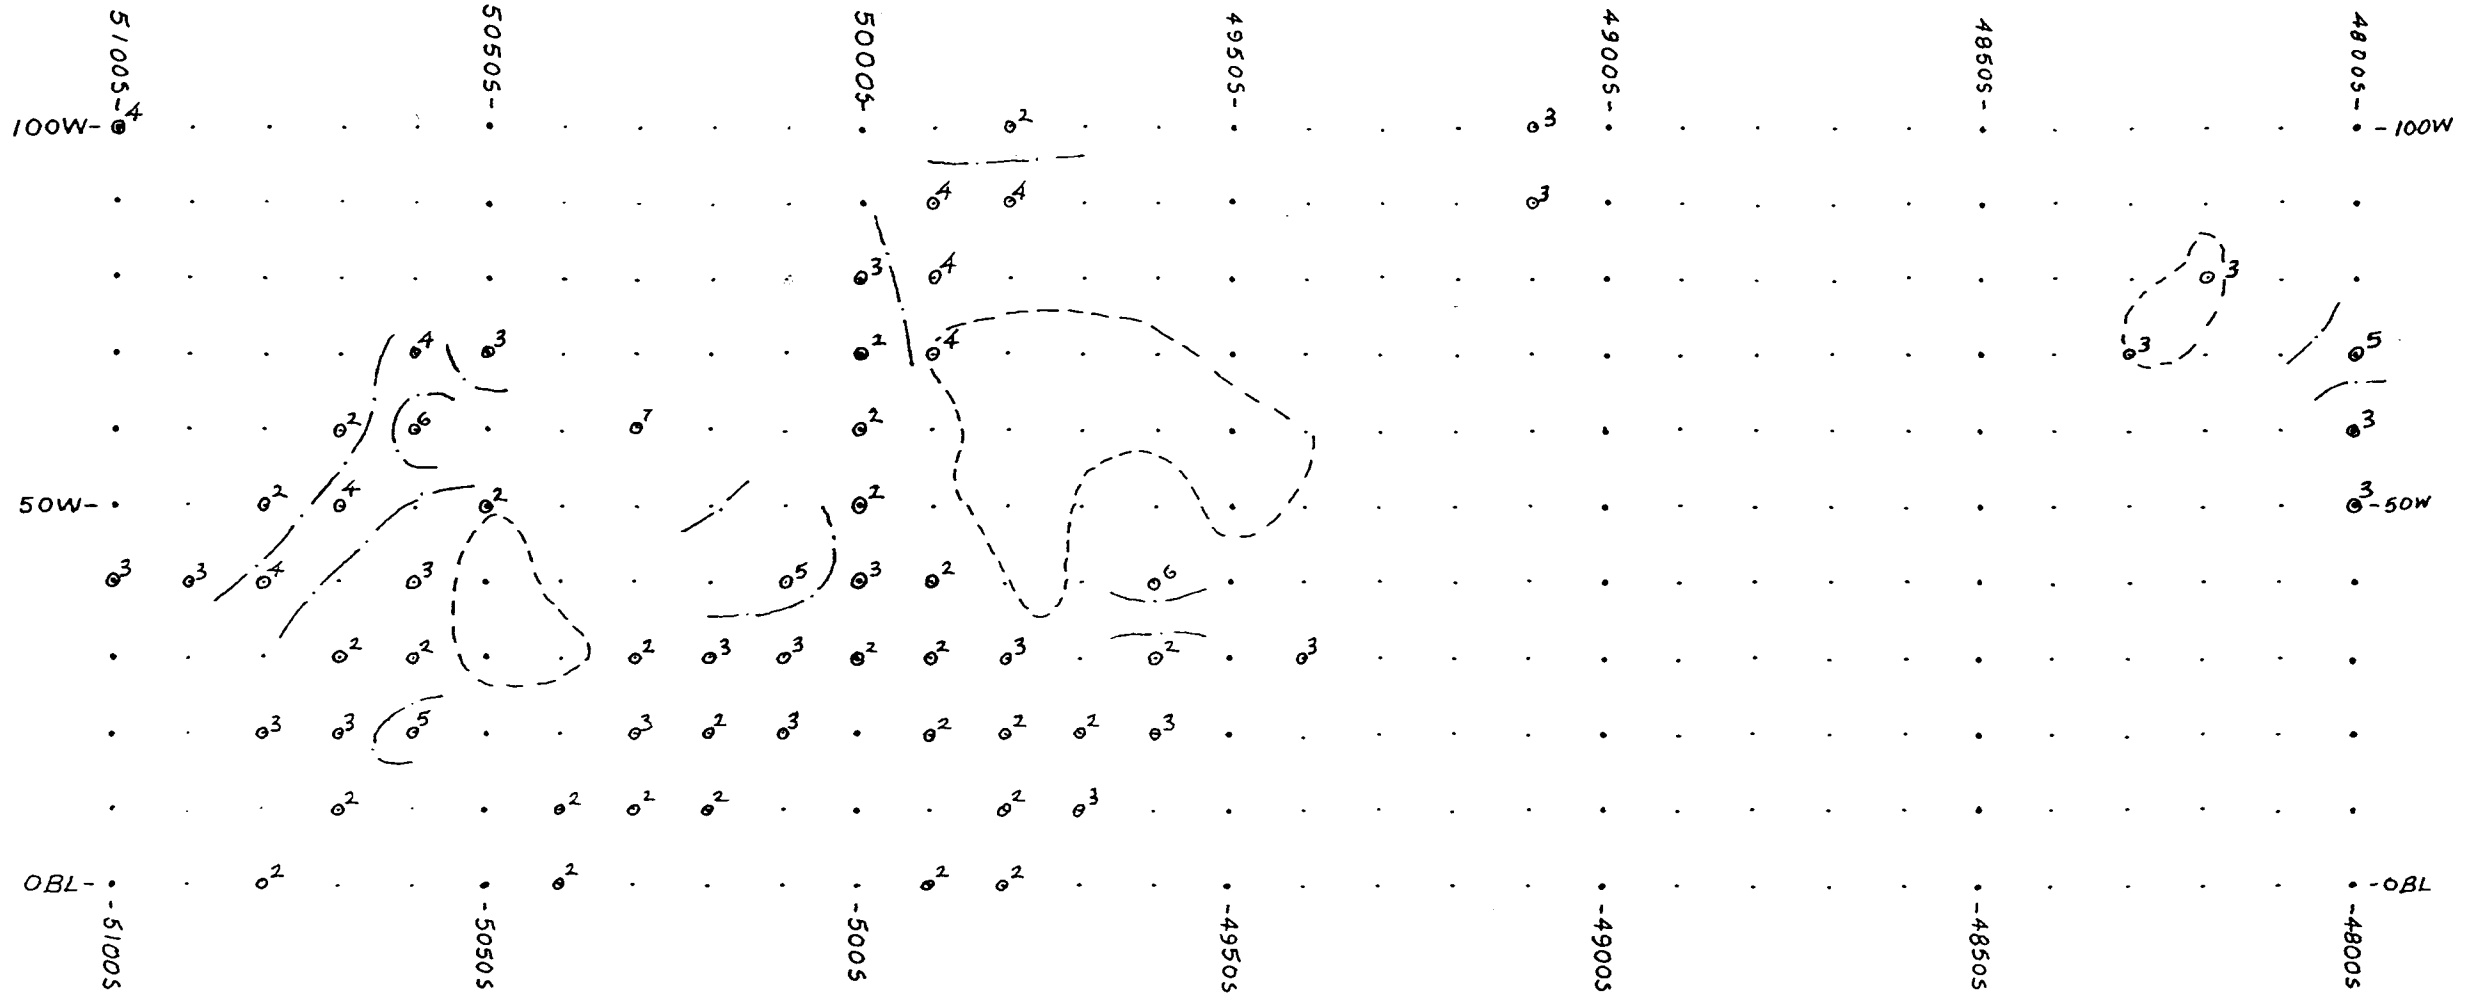 5100S- 5050S- 5000S- 4950S- 4900S- 4850S- 4800S-
100W- 4 2 3 -100W
4 4 3
3 4 3
4 3 2 4 3 5
2 6 7 2 3
50W- 2 4 2 2 3 -50W
3 3 4 3 5 3 2 6
2 2 2 3 3 2 2 3 2 3
3 3 5 3 2 3 2 2 2 3
2 2 2 2 2 3
OBL- 2 2 2 2 -OBL
-5100S -5050S -5000S -4950S -4900S -4850S -4800S